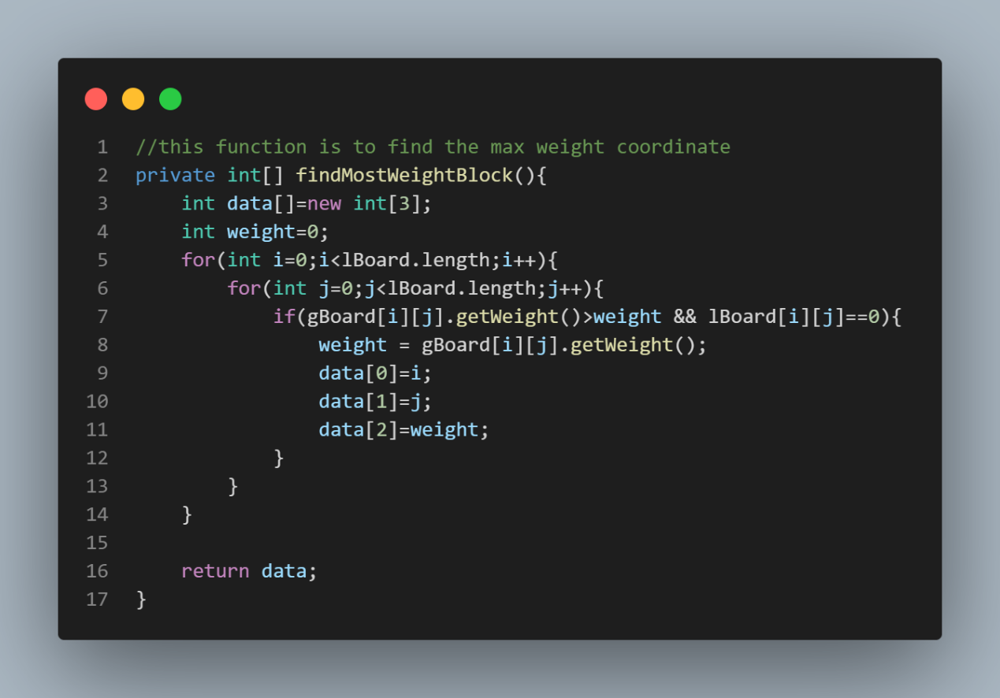 1 //this function is to find the max weight coordinate
2 private int[] findMostWeightBlock(){
3     int data[]=new int[3];
4     int weight=0;
5     for(int i=0;i<lBoard.length;i++){
6         for(int j=0;j<lBoard.length;j++){
7             if(gBoard[i][j].getWeight()>weight && lBoard[i][j]==0){
8                 weight = gBoard[i][j].getWeight();
9                 data[0]=i;
10                 data[1]=j;
11                 data[2]=weight;
12             }
13         }
14     }
15
16     return data;
17 }